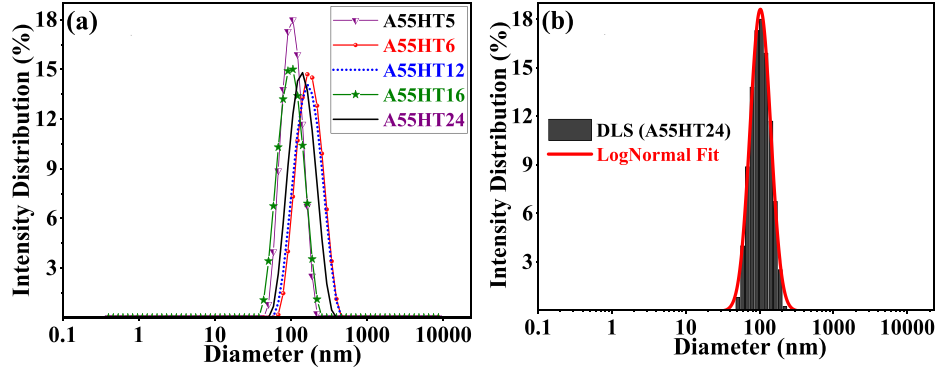 (a)
A55HT5
A55HT6
A55HT12
A55HT16
A55HT24
Intensity Distribution (%)
18
15
12
9
6
3
0.1 1 10 100 1000 10000
Diameter (nm)
(b)
DLS (A55HT24)
LogNormal Fit
Intensity Distribution (%)
18
15
12
9
6
3
0.1 1 10 100 1000 10000
Diameter (nm)